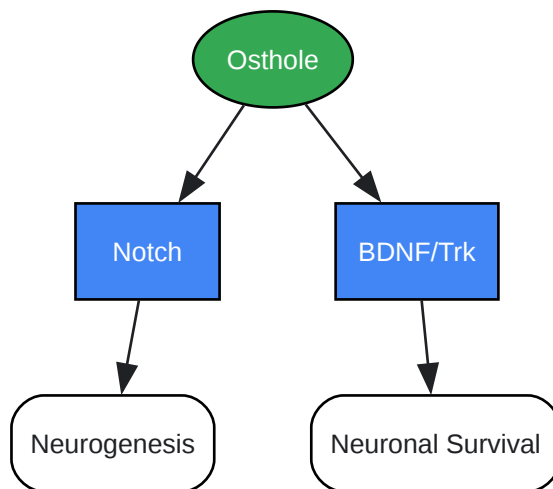 Osthole
Notch
BDNF/Trk
Neurogenesis
Neuronal Survival